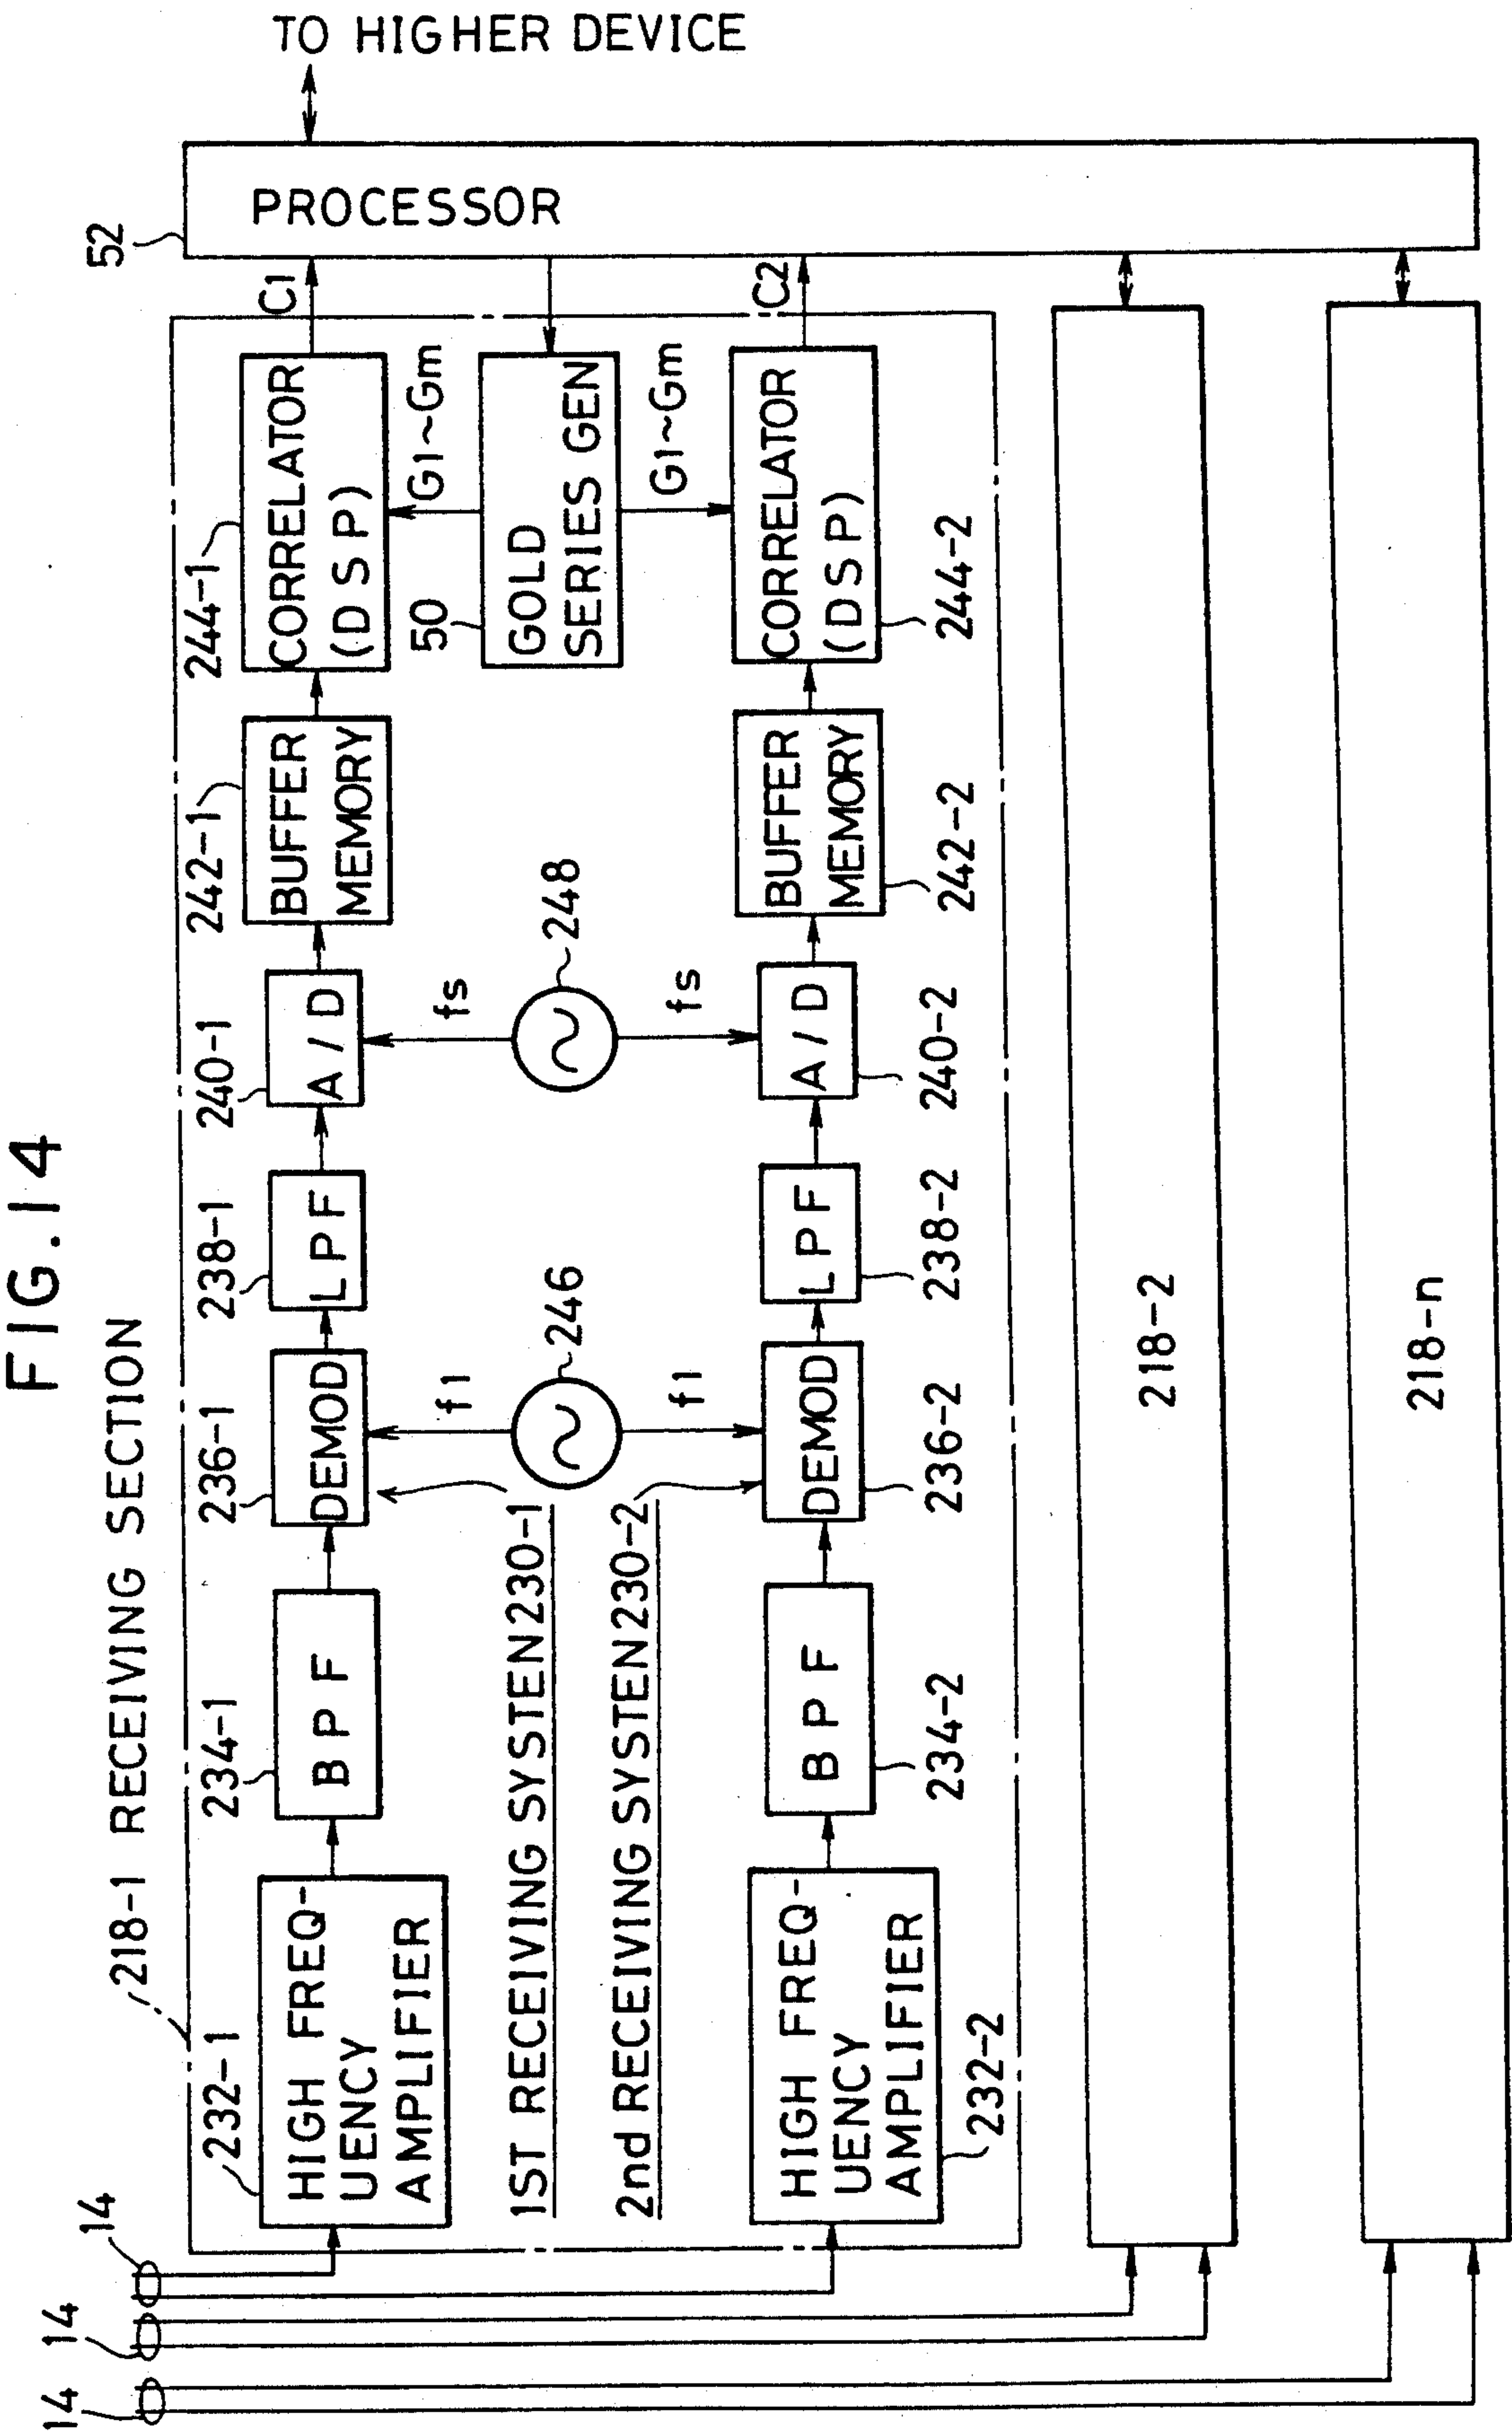 FIG.14
218-1 RECEIVING SECTION
14
14
14
232-1
HIGH FREQ-
UENCY
AMPLIFIER
234-1
BPF
236-1
DEMOD
238-1
LPF
240-1
A/D
242-1
BUFFER
MEMORY
244-1
CORRELATOR
(DSP)
C1
52
PROCESSOR
TO HIGHER DEVICE
f1
246
f1
fs
248
fs
G1~Gm
50
GOLD
SERIES GEN
G1~Gm
1ST RECEIVING SYSTEN230-1
2nd RECEIVING SYSTEN230-2
HIGH FREQ-
UENCY
AMPLIFIER
232-2
BPF
234-2
DEMOD
236-2
LPF
238-2
A/D
240-2
BUFFER
MEMORY
242-2
CORRELATOR
(DSP)
244-2
C2
218-2
218-n